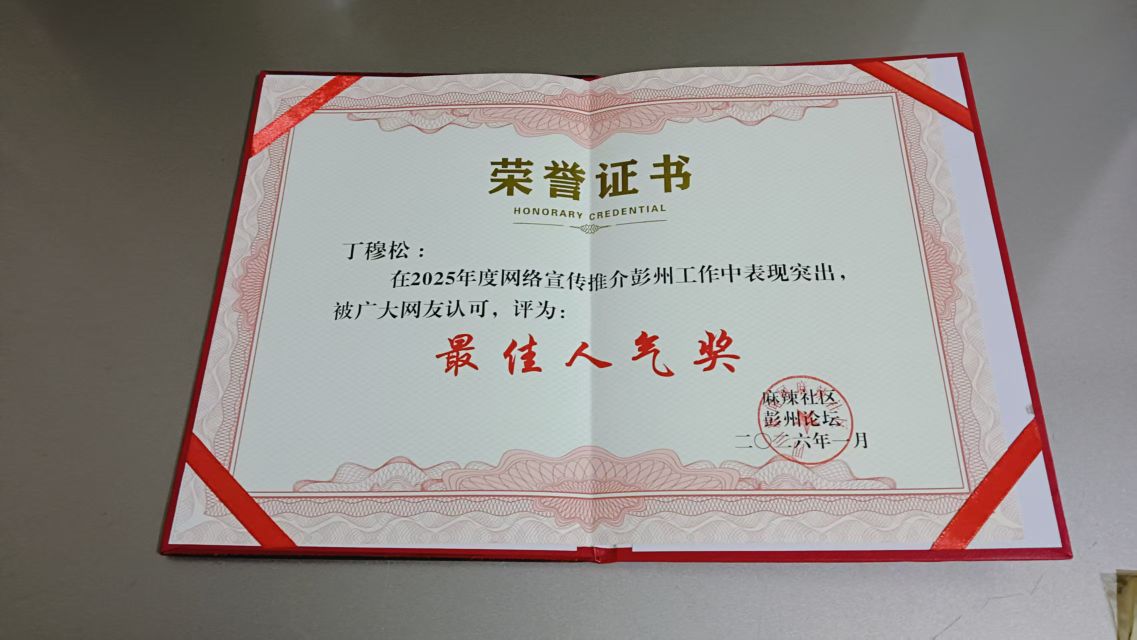 荣誉证书
HONORARY CREDENTIAL
丁穆松：
在2025年度网络宣传推介彭州工作中表现突出，
被广大网友认可，评为：
最佳人气奖
麻辣社区
彭州论坛
二〇二六年一月